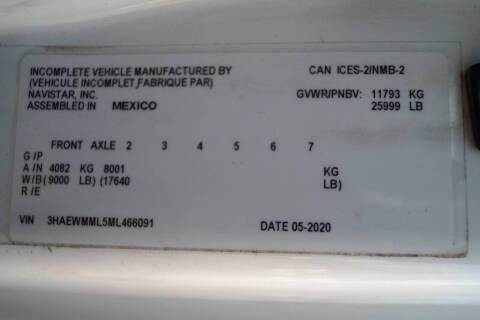 INCOMPLETE VEHICLE MANUFACTURED BY CAN ICES-2/NMB-2
(VEHICULE INCOMPLET,FABRIQUE PAR)
NAVISTAR, INC. GVWR/PNBV: 11793 KG
ASSEMBLED IN MEXICO 25999 LB
FRONT AXLE 2 3 4 5 6 7
G/P
A/N 4082 KG 8001 KG
W/B (9000 LB) (17640 LB)
R/E
VIN 3HAEWMML5ML466091 DATE 05-2020